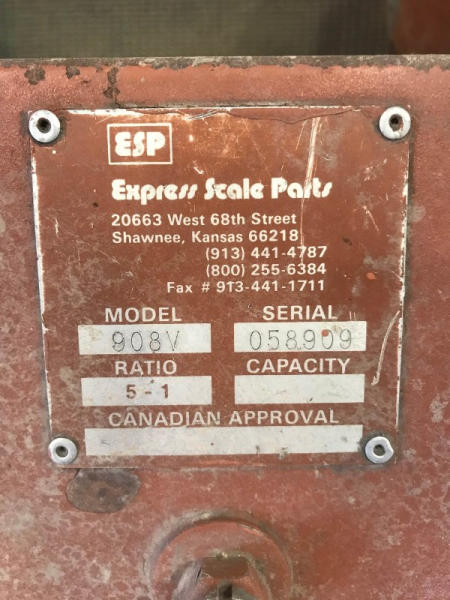 ESP
Express Scale Parts
20663 West 68th Street
Shawnee, Kansas 66218
(913) 441-4787
(800) 255-6384
Fax # 913-441-1711
MODEL SERIAL
908V 058909
RATIO CAPACITY
5-1
CANADIAN APPROVAL